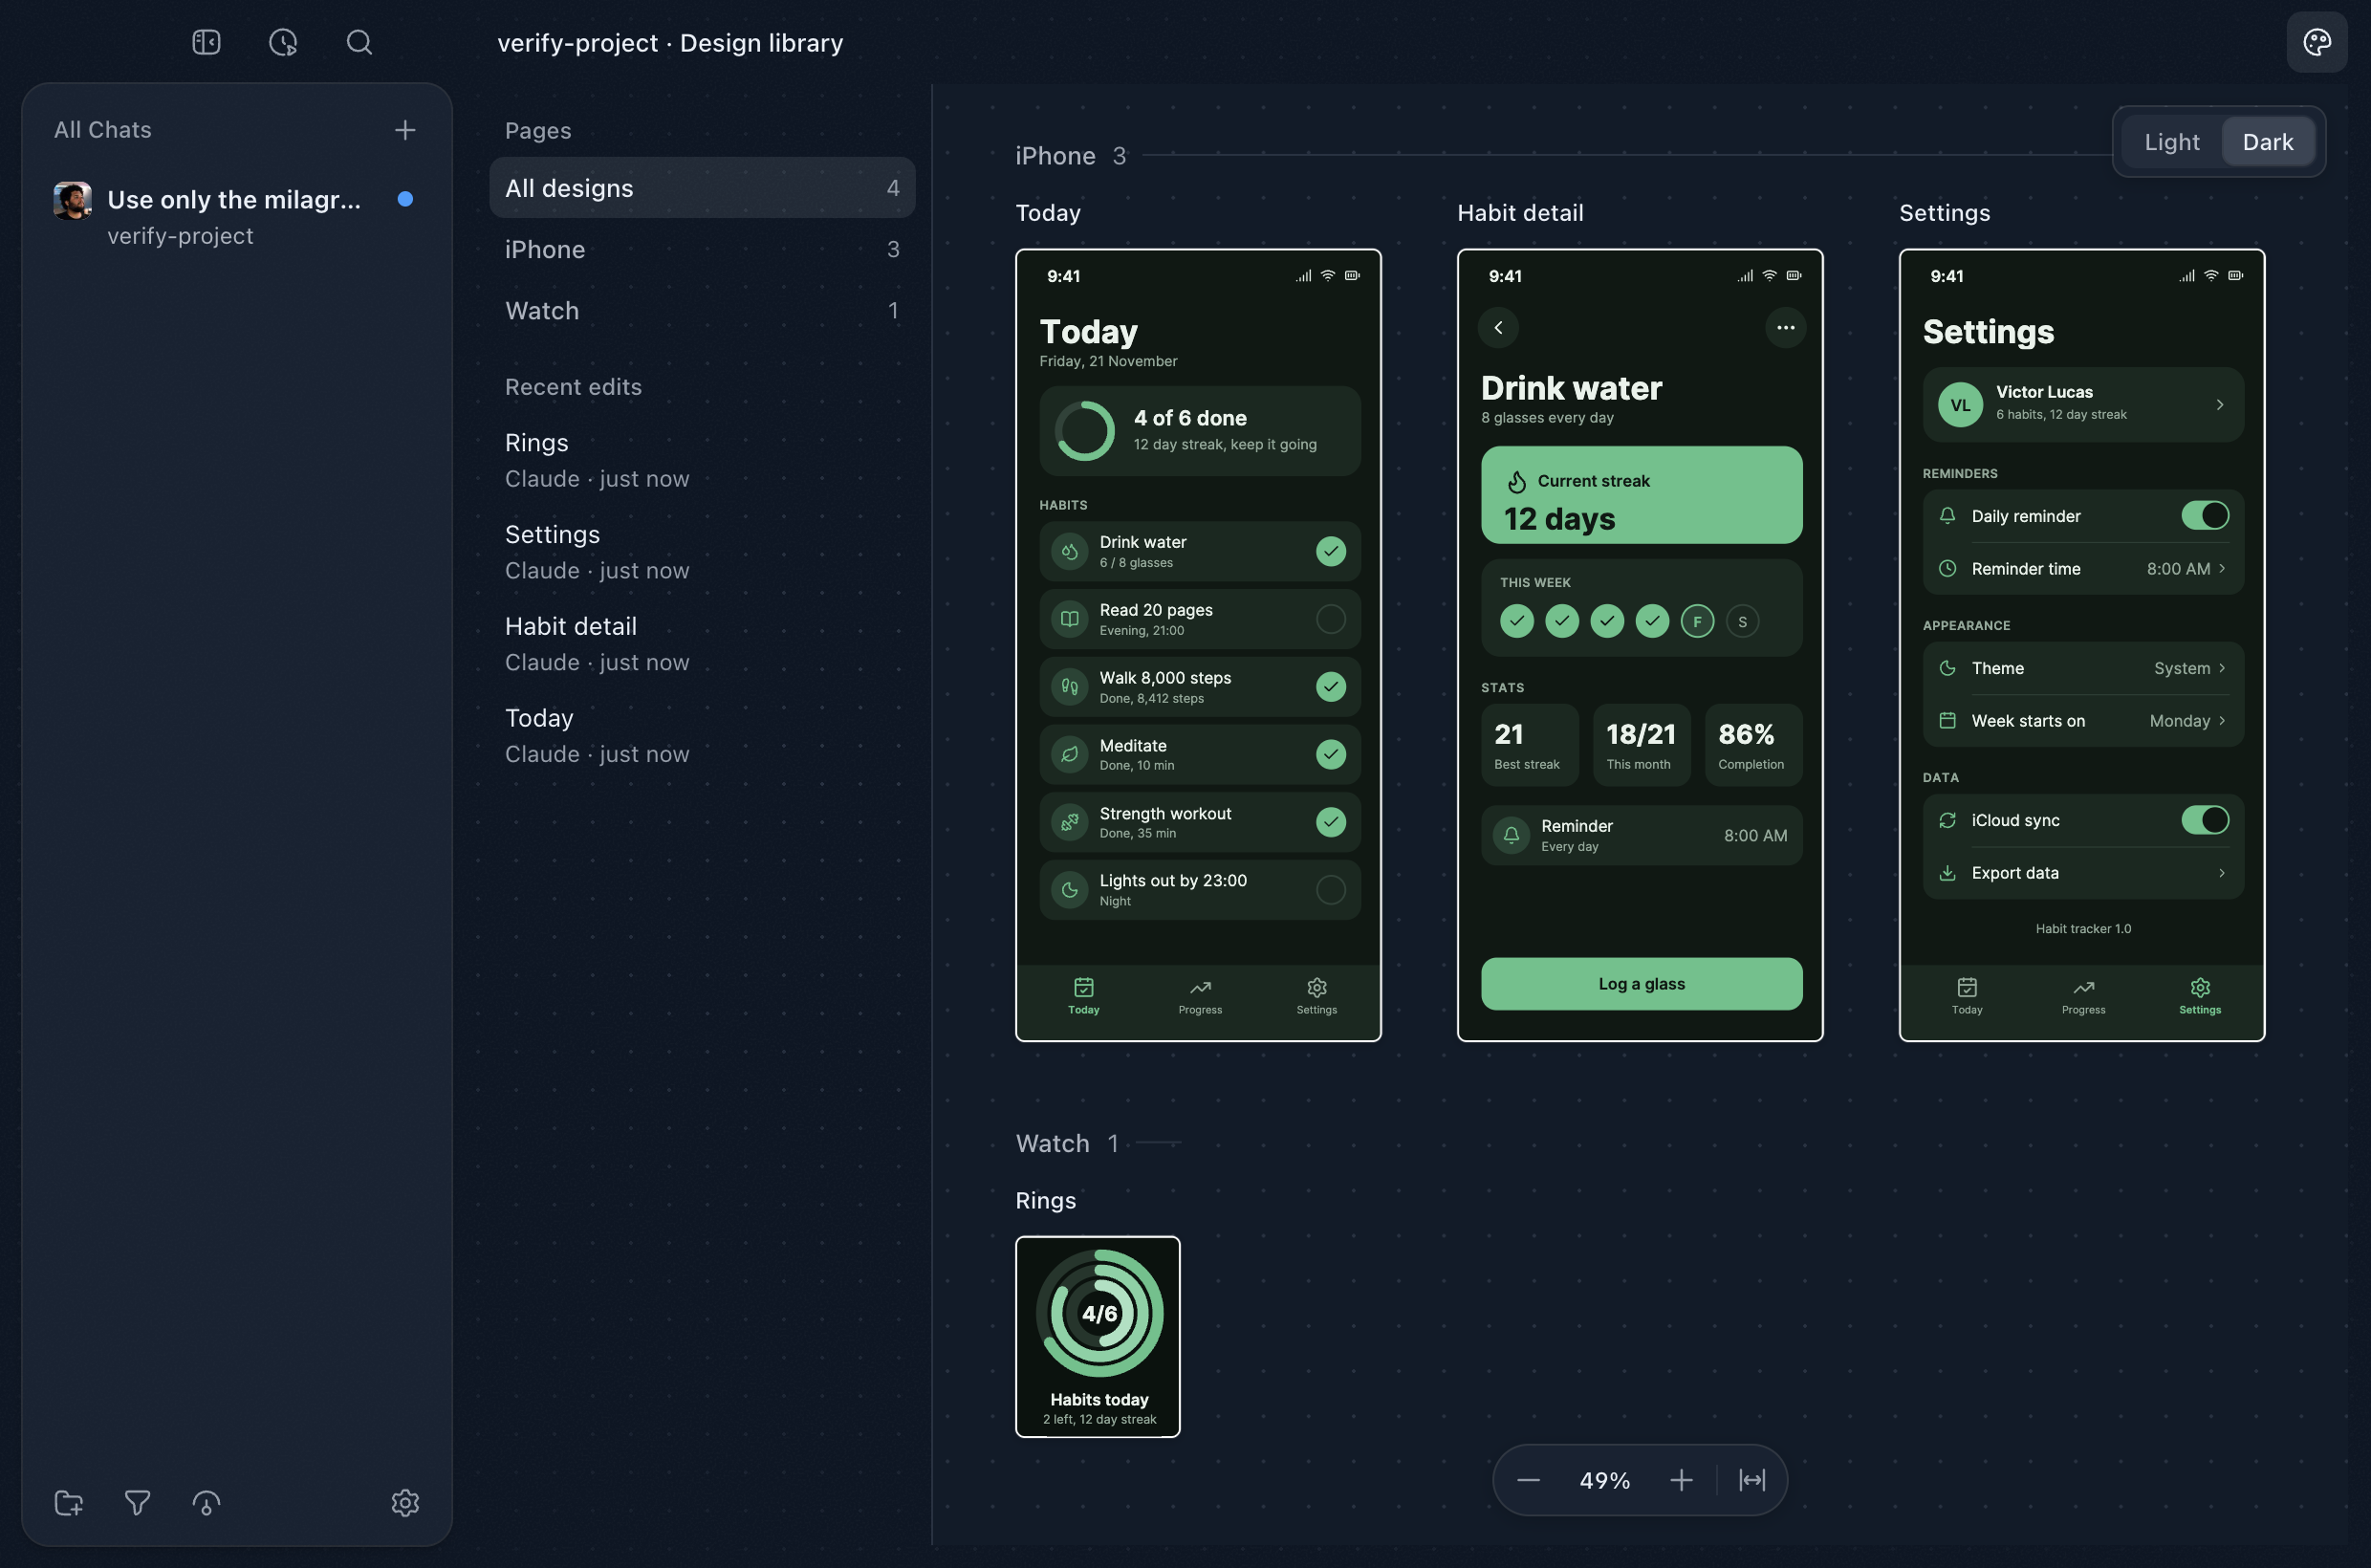 verify-project · Design library
All Chats
Use only the milagr...
verify-project
Pages
All designs 4
iPhone 3
Watch 1
Recent edits
Rings
Claude · just now
Settings
Claude · just now
Habit detail
Claude · just now
Today
Claude · just now
iPhone 3
Light Dark
Today
9:41
Today
Friday, 21 November
4 of 6 done
12 day streak, keep it going
HABITS
Drink water
6 / 8 glasses
Read 20 pages
Evening, 21:00
Walk 8,000 steps
Done, 8,412 steps
Meditate
Done, 10 min
Strength workout
Done, 35 min
Lights out by 23:00
Night
Today Progress Settings
Habit detail
9:41
Drink water
8 glasses every day
Current streak
12 days
THIS WEEK
F S
STATS
21 18/21 86%
Best streak This month Completion
Reminder
Every day
8:00 AM
Log a glass
Settings
9:41
Settings
VL
Victor Lucas
6 habits, 12 day streak
REMINDERS
Daily reminder
Reminder time 8:00 AM
APPEARANCE
Theme System
Week starts on Monday
DATA
iCloud sync
Export data
Habit tracker 1.0
Today Progress Settings
Watch 1
Rings
4/6
Habits today
2 left, 12 day streak
49%